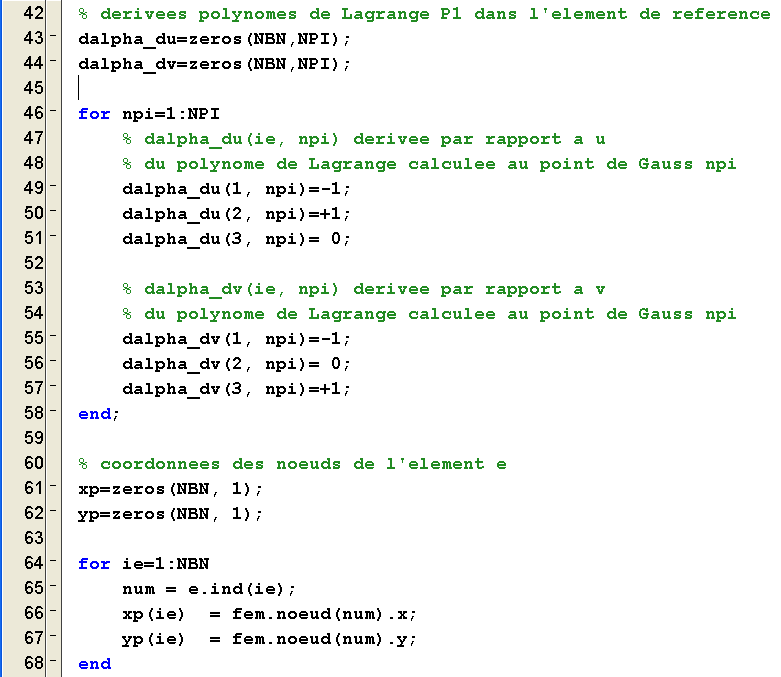 42 % derivees polynomes de Lagrange P1 dans l'element de reference
43 - dalpha_du=zeros(NBN,NPI);
44 - dalpha_dv=zeros(NBN,NPI);
45
46 - for npi=1:NPI
47 % dalpha_du(ie, npi) derivee par rapport a u
48 % du polynome de Lagrange calculee au point de Gauss npi
49 - dalpha_du(1, npi)=-1;
50 - dalpha_du(2, npi)=+1;
51 - dalpha_du(3, npi)= 0;
52
53 % dalpha_dv(ie, npi) derivee par rapport a v
54 % du polynome de Lagrange calculee au point de Gauss npi
55 - dalpha_dv(1, npi)=-1;
56 - dalpha_dv(2, npi)= 0;
57 - dalpha_dv(3, npi)=+1;
58 - end;
59
60 % coordonnees des noeuds de l'element e
61 - xp=zeros(NBN, 1);
62 - yp=zeros(NBN, 1);
63
64 - for ie=1:NBN
65 - num = e.ind(ie);
66 - xp(ie)  = fem.noeud(num).x;
67 - yp(ie)  = fem.noeud(num).y;
68 - end